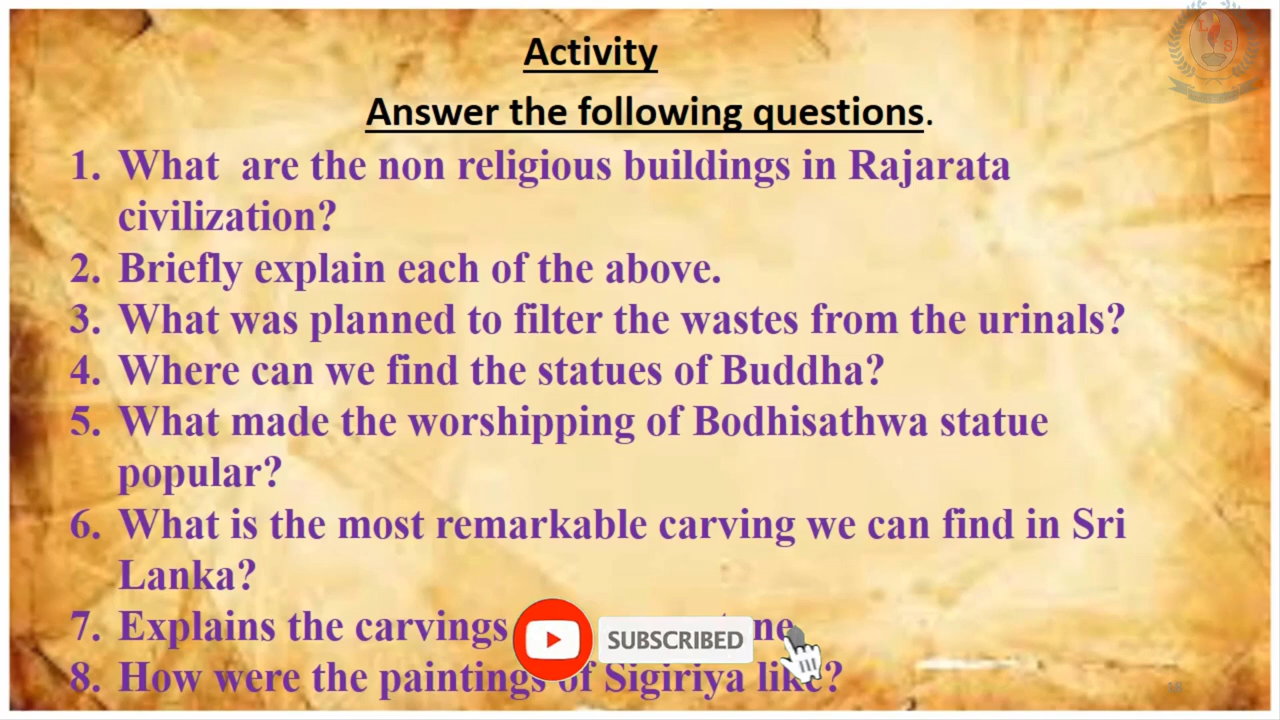 Activity
Answer the following questions.
1. What are the non religious buildings in Rajarata
civilization?
2. Briefly explain each of the above.
3. What was planned to filter the wastes from the urinals?
4. Where can we find the statues of Buddha?
5. What made the worshipping of Bodhisathwa statue
popular?
6. What is the most remarkable carving we can find in Sri
Lanka?
7. Explains the carvings
SUBSCRIBED
8. How were the paintings of Sigiriya like?